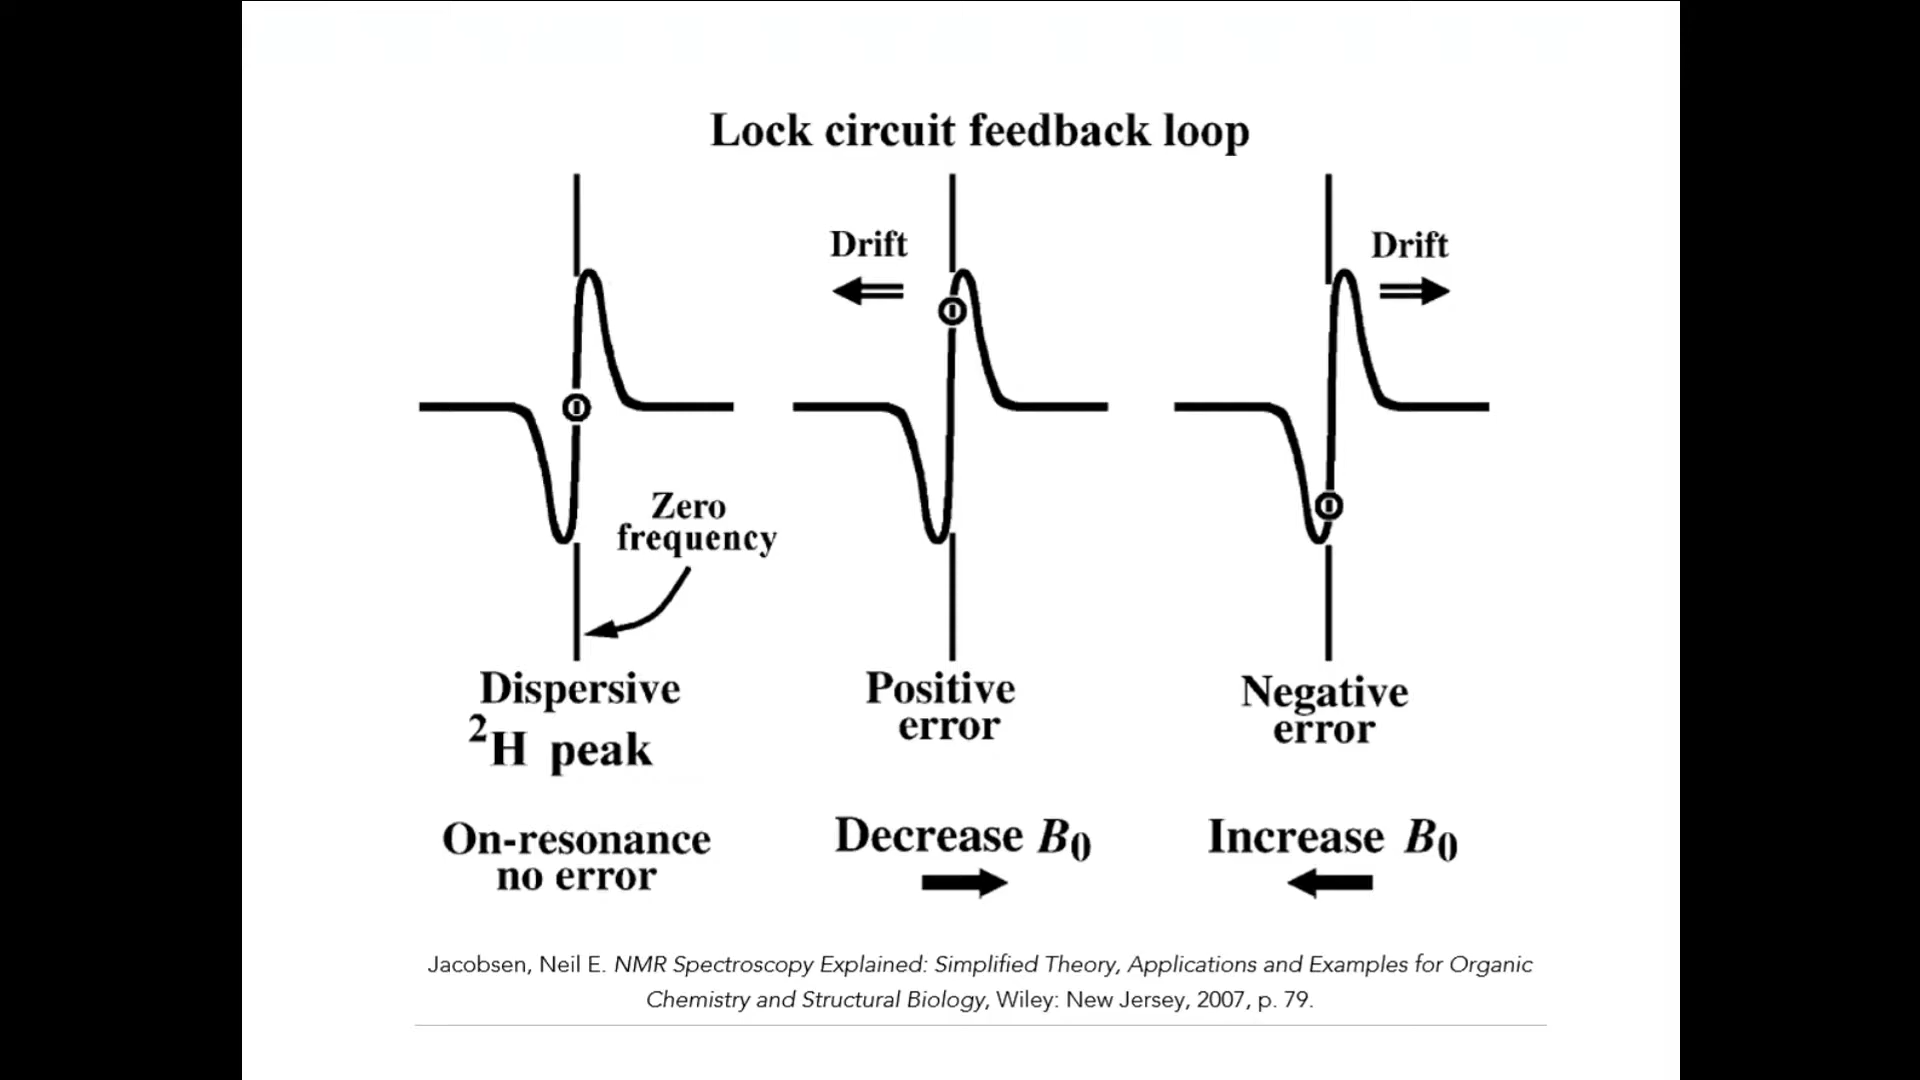 Lock circuit feedback loop
Drift
Drift
Zero
frequency
Dispersive
²H peak
Positive
error
Negative
error
On-resonance
no error
Decrease B₀
Increase B₀
Jacobsen, Neil E. NMR Spectroscopy Explained: Simplified Theory, Applications and Examples for Organic
Chemistry and Structural Biology, Wiley: New Jersey, 2007, p. 79.